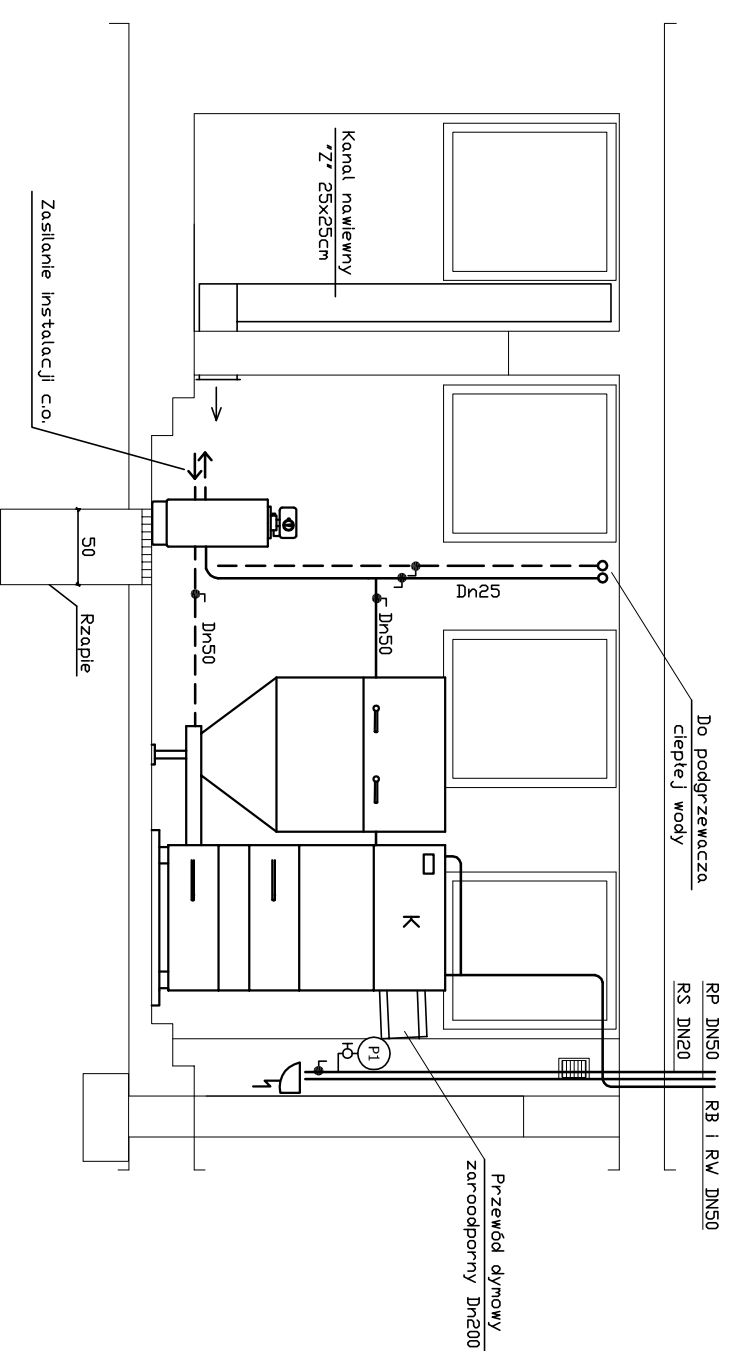 RP DN50
RS DN20
RB i RW DN50
Do podgrzewacza
ciepłej wody
Kanal nawiewny
"Z" 25x25cm
Dn25
Dn50
Przewód dymowy
zaroodporny Dn200
P1
K
Dn50
Zasilanie instalacji c.o.
50
Rzapie